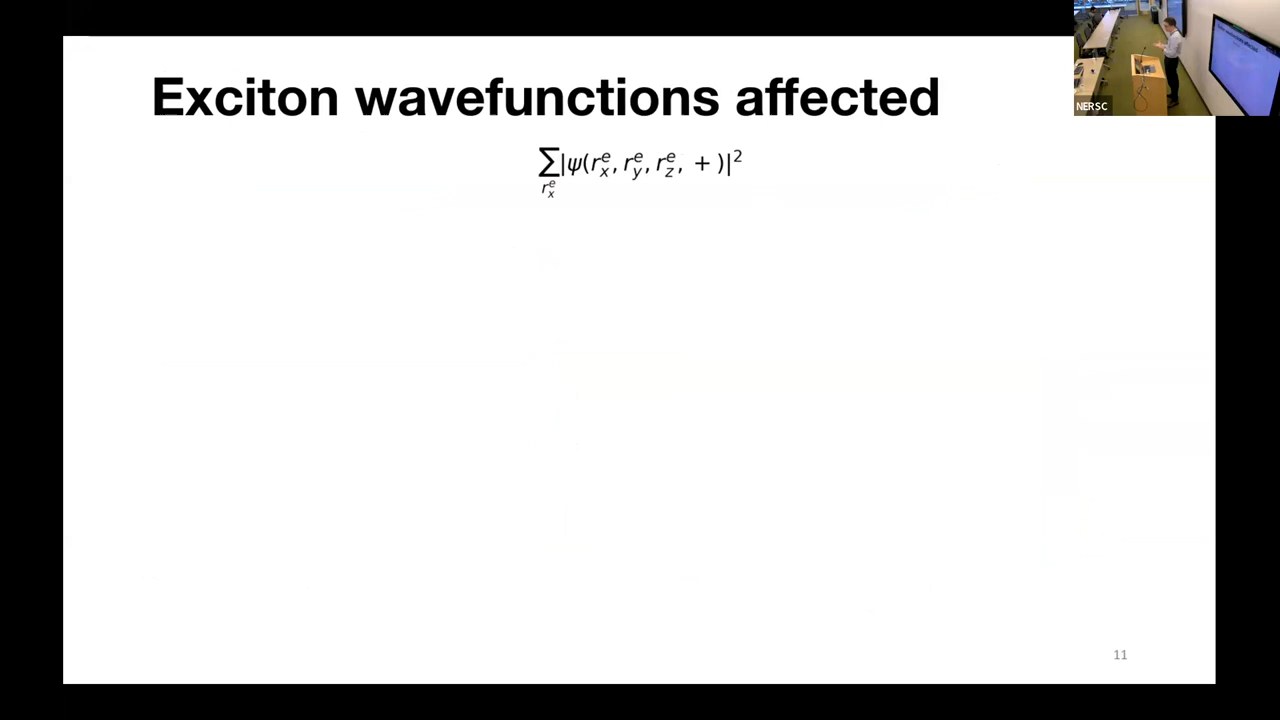 Exciton wavefunctions affected
∑_{r_x^e} |ψ(r_x^e, r_y^e, r_z^e, +)|²
NERSC
11